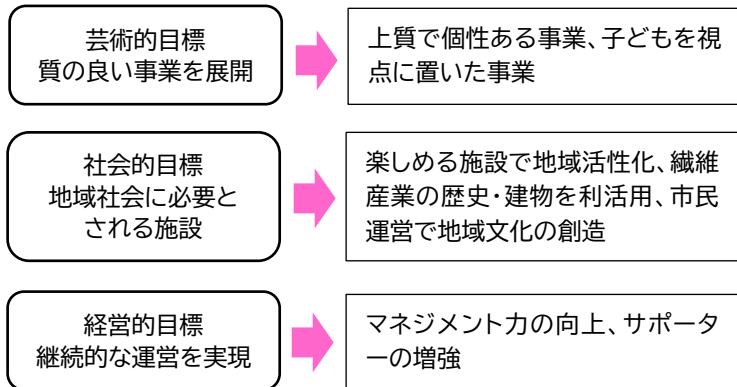 芸術的目標
質の良い事業を展開
上質で個性ある事業、子どもを視
点に置いた事業
社会的目標
地域社会に必要と
される施設
楽しめる施設で地域活性化、繊維
産業の歴史・建物を利活用、市民
運営で地域文化の創造
経営的目標
継続的な運営を実現
マネジメント力の向上、サポータ
ーの増強